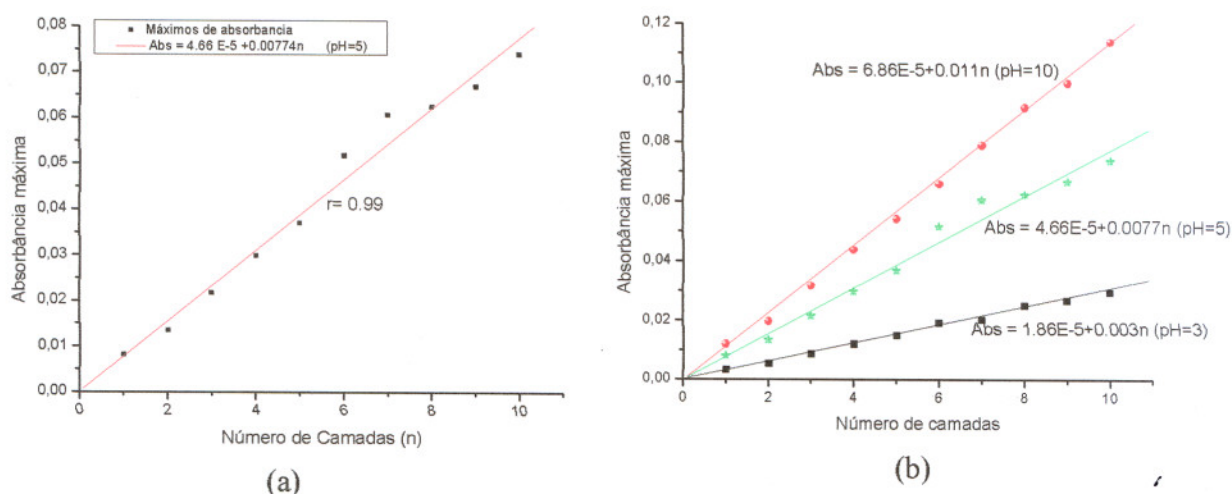 Máximos de absorbancia
Abs = 4.66 E-5 +0.00774n (pH=5)
0,08
0,07
0,06
0,05
0,04
0,03
0,02
0,01
0,00
Absorbância máxima
r= 0.99
0
2
4
6
8
10
Número de Camadas (n)
(a)
0,12
0,10
0,08
0,06
0,04
0,02
0,00
Absorbância máxima
Abs = 6.86E-5+0.011n (pH=10)
Abs = 4.66E-5+0.0077n (pH=5)
Abs = 1.86E-5+0.003n (pH=3)
0
2
4
6
8
10
Número de camadas
(b)